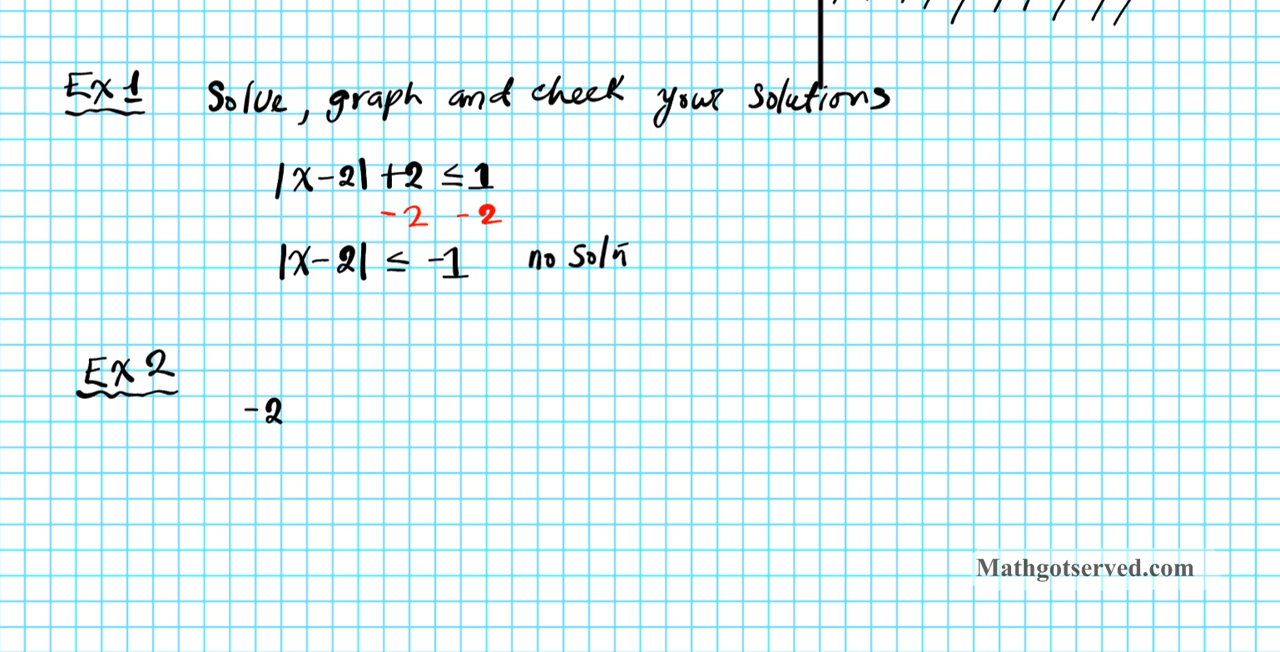 Ex 1 Solve, graph and check your solutions
|x-2| +2 ≤ 1
-2 -2
|x-2| ≤ -1 no solñ
Ex 2
-2
Mathgotserved.com